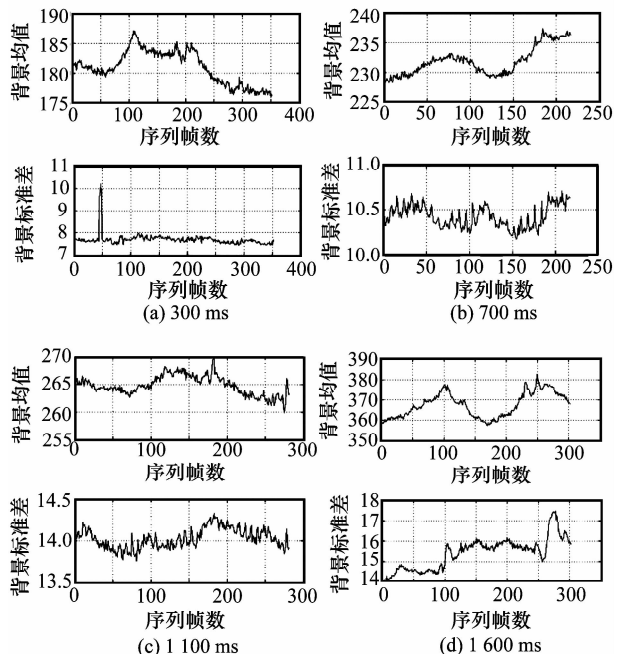 190
185
180
175
背景均值
0 100 200 300 400
序列帧数
240
235
230
225
背景均值
0 50 100 150 200 250
序列帧数
11
10
9
8
7
背景标准差
0 100 200 300 400
序列帧数
(a) 300 ms
11.0
10.5
10.0
背景标准差
0 50 100 150 200 250
序列帧数
(b) 700 ms
270
265
260
255
背景均值
0 100 200 300
序列帧数
390
380
370
360
350
背景均值
0 100 200 300
序列帧数
14.5
14.0
13.5
背景标准差
0 100 200 300
序列帧数
(c) 1 100 ms
18
17
16
15
14
背景标准差
0 100 200 300
序列帧数
(d) 1 600 ms